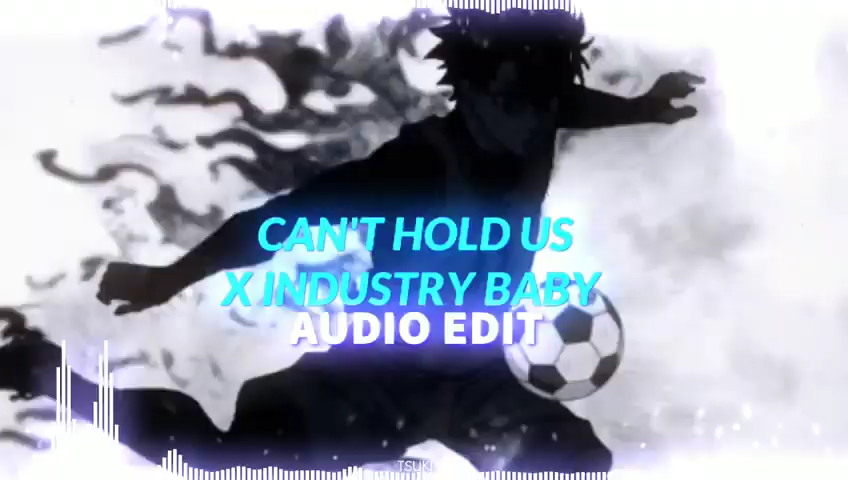 CAN'T HOLD US
X INDUSTRY BABY
AUDIO EDIT
TSUKI